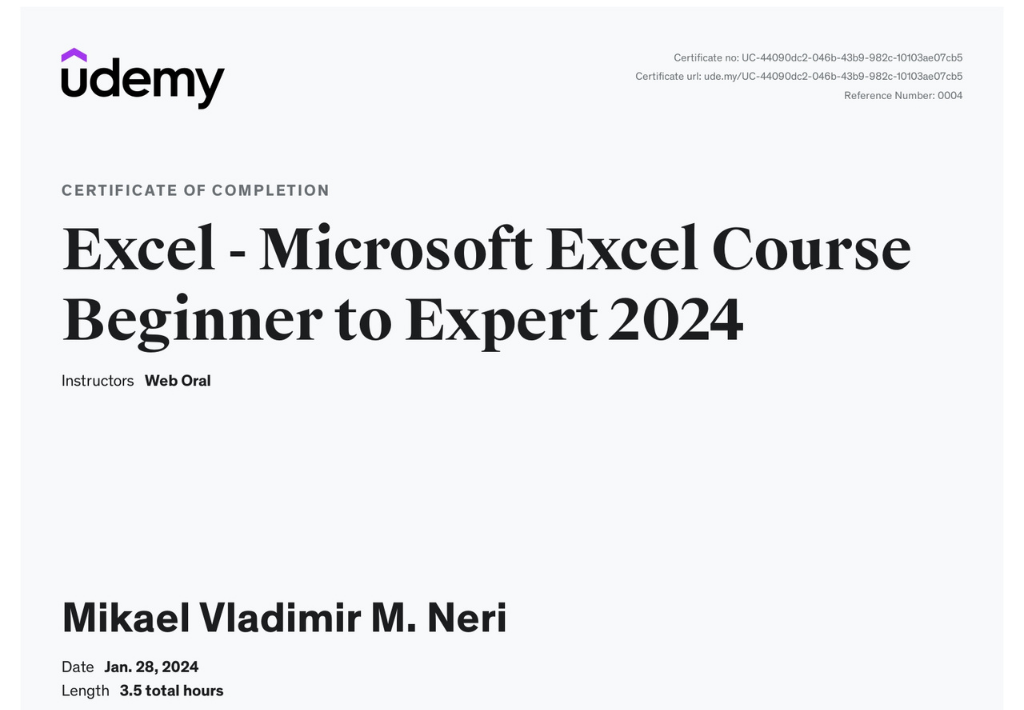 udemy
Certificate no: UC-44090dc2-046b-43b9-982c-10103ae07cb5
Certificate url: ude.my/UC-44090dc2-046b-43b9-982c-10103ae07cb5
Reference Number: 0004
CERTIFICATE OF COMPLETION
Excel - Microsoft Excel Course
Beginner to Expert 2024
Instructors Web Oral
Mikael Vladimir M. Neri
Date Jan. 28, 2024
Length 3.5 total hours